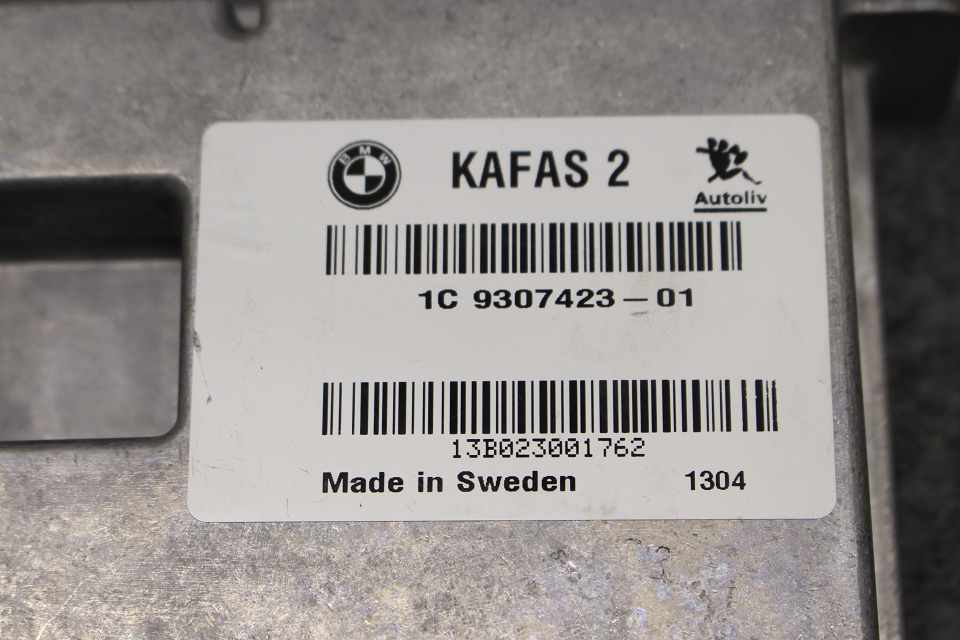 BMW KAFAS 2 Autoliv
1C 9307423-01
13B023001762
Made in Sweden 1304